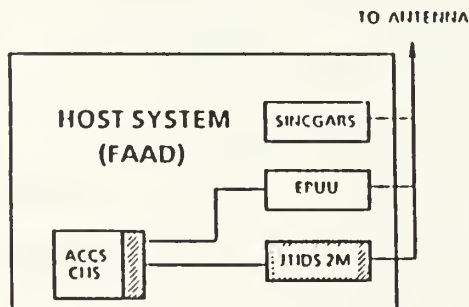 TO ANTENNA
HOST SYSTEM
(FAAD)
SINCGARS
EPUU
ACCS
CHS
JTIDS 2M